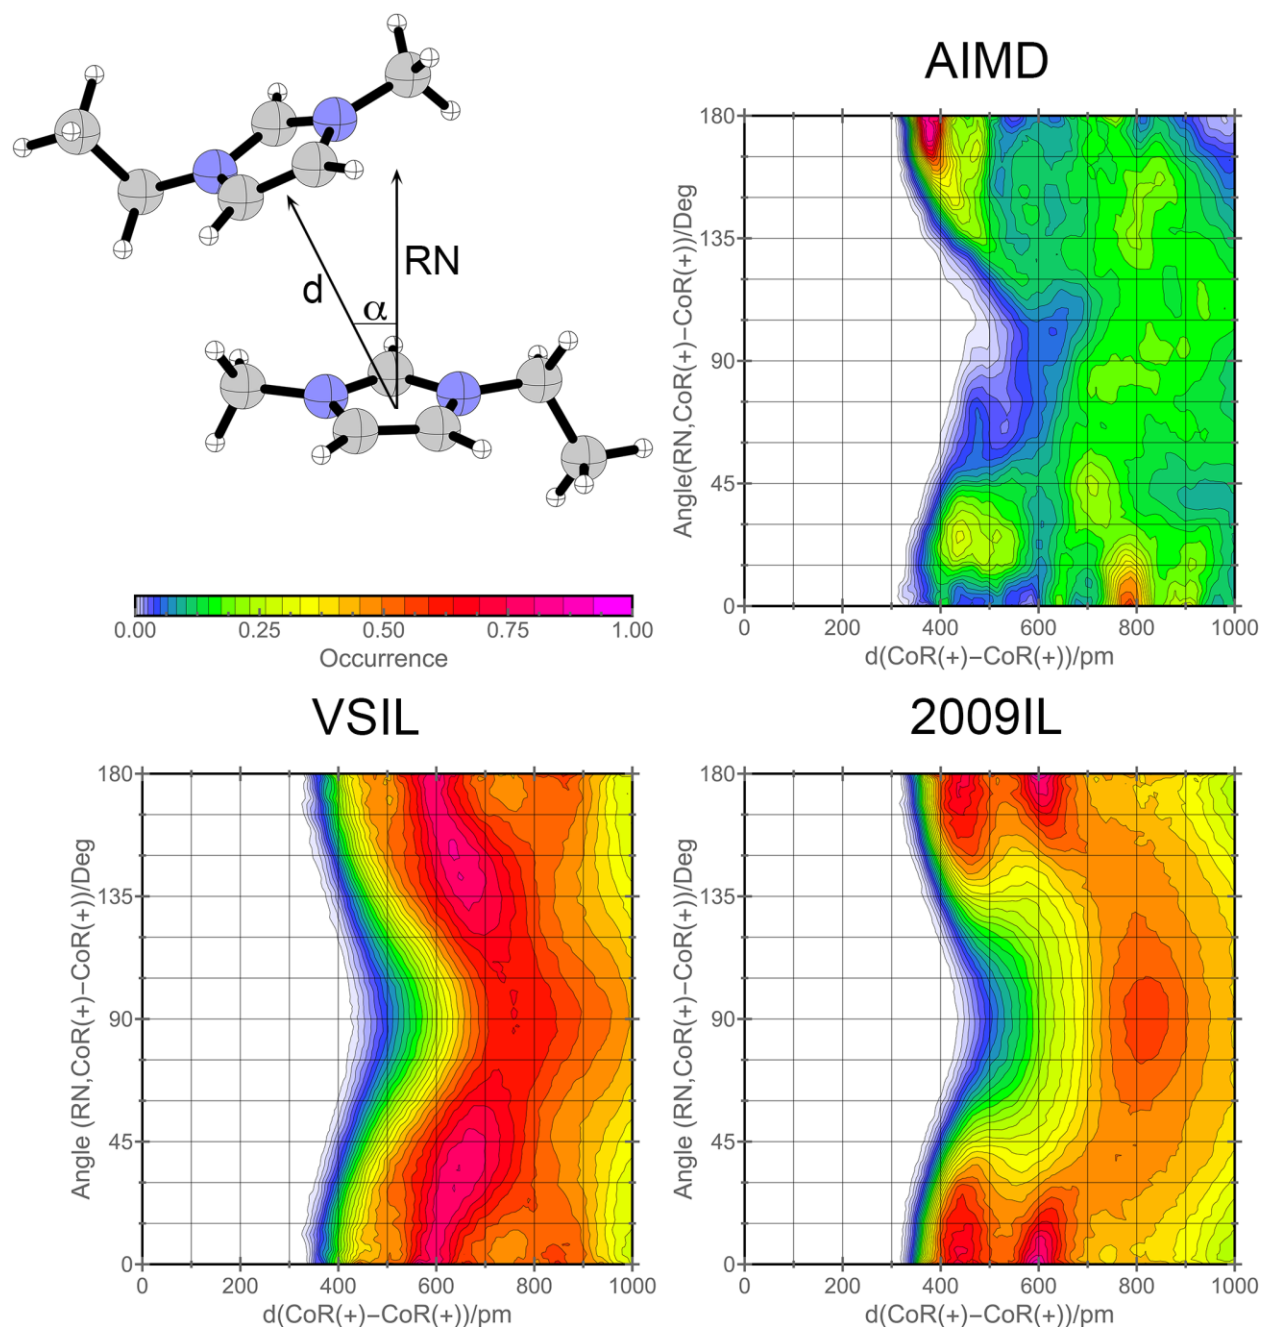 AIMD
RN
d
α
Angle(RN,CoR(+)−CoR(+))/Deg
180
135
90
45
0
0 200 400 600 800 1000
d(CoR(+)−CoR(+))/pm
0.00 0.25 0.50 0.75 1.00
Occurrence
VSIL
Angle (RN,CoR(+)−CoR(+))/Deg
180
135
90
45
0
0 200 400 600 800 1000
d(CoR(+)−CoR(+))/pm
2009IL
Angle (RN,CoR(+)−CoR(+))/Deg
180
135
90
45
0
0 200 400 600 800 1000
d(CoR(+)−CoR(+))/pm